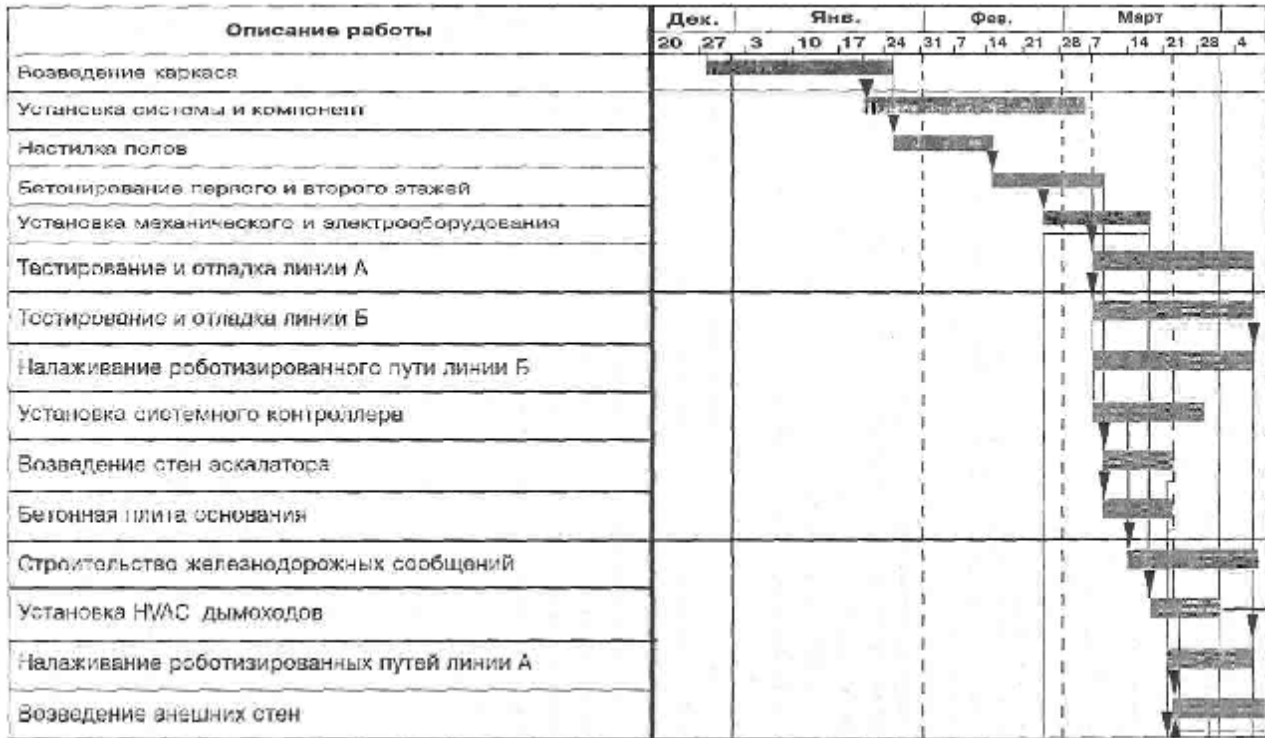 Описание работы
Дек. Янв. Фев. Март
20 27 3 10 17 24 31 7 14 21 28 7 14 21 28 4
Возведение каркаса
Установка системы и компонент
Настилка полов
Бетонирование первого и второго этажей
Установка механического и электрооборудования
Тестирование и отладка линии А
Тестирование и отладка линии Б
Налаживание роботизированного пути линии Б
Установка системного контроллера
Возведение стен эскалатора
Бетонная плита основания
Строительство железнодорожных сообщений
Установка HVAC дымоходов
Налаживание роботизированных путей линии А
Возведение внешних стен